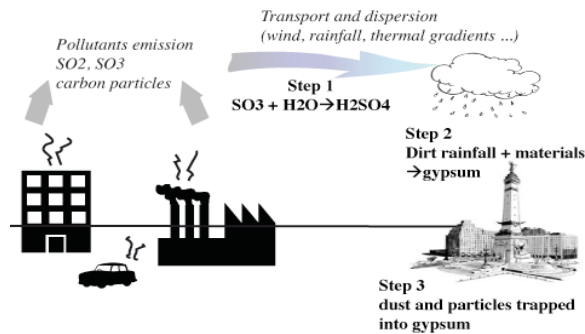 Pollutants emission
SO2, SO3
carbon particles
Transport and dispersion
(wind, rainfall, thermal gradients ...)
Step 1
SO3 + H2O→H2SO4
Step 2
Dirt rainfall + materials
→gypsum
Step 3
dust and particles trapped
into gypsum